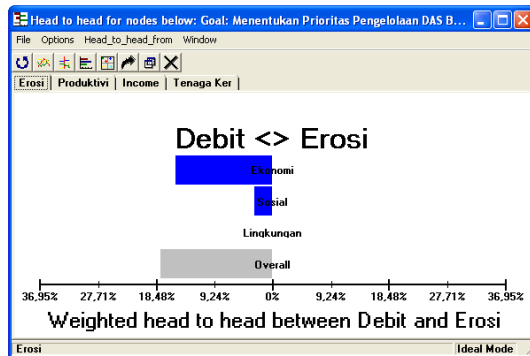 Head to head for nodes below: Goal: Menentukan Prioritas Pengelolaan DAS B...
File Options Head_to_head_from Window
Erosi Produktivi Income Tenaga Ker
Debit <> Erosi
Ekonomi
Sosial
Lingkungan
Overall
36,95% 27,71% 18,48% 9,24% 0% 9,24% 18,48% 27,71% 36,95%
Weighted head to head between Debit and Erosi
Erosi Ideal Mode